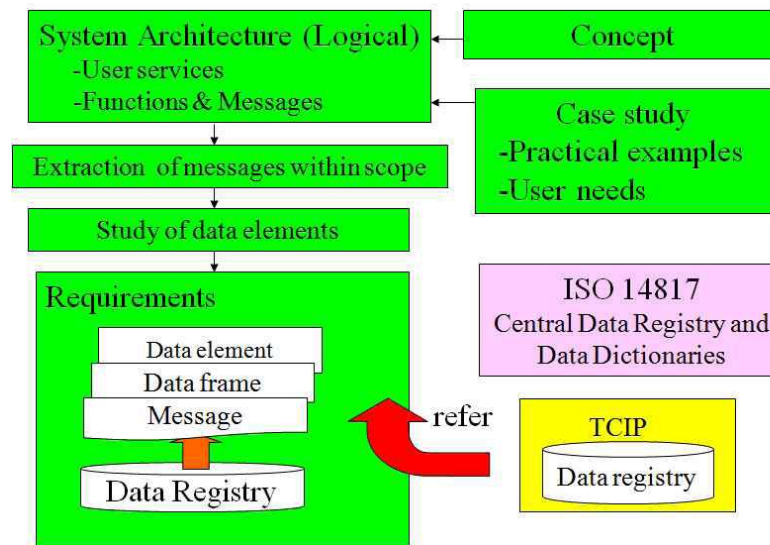 System Architecture (Logical)
-User services
-Functions & Messages
Concept
Case study
-Practical examples
-User needs
Extraction of messages within scope
Study of data elements
Requirements
Data element
Data frame
Message
Data Registry
ISO 14817
Central Data Registry and
Data Dictionaries
refer
TCIP
Data registry